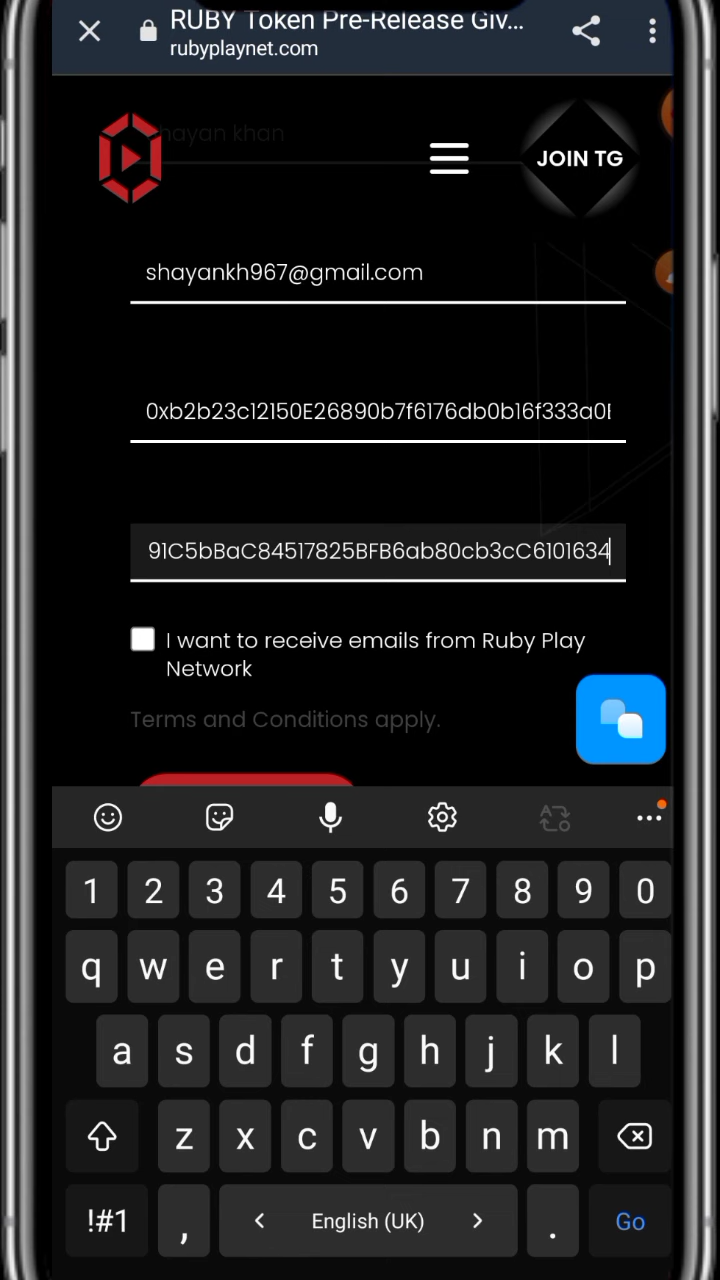 RUBY Token Pre-Release Giv...
rubyplaynet.com
hayan khan
JOIN TG
shayankh967@gmail.com
0xb2b23c12150E26890b7f6176db0b16f333a0
91C5bBaC84517825BFB6ab80cb3cC6101634
I want to receive emails from Ruby Play
Network
Terms and Conditions apply.
1 2 3 4 5 6 7 8 9 0
q w e r t y u i o p
a s d f g h j k l
z x c v b n m
!#1 , < English (UK) > . Go